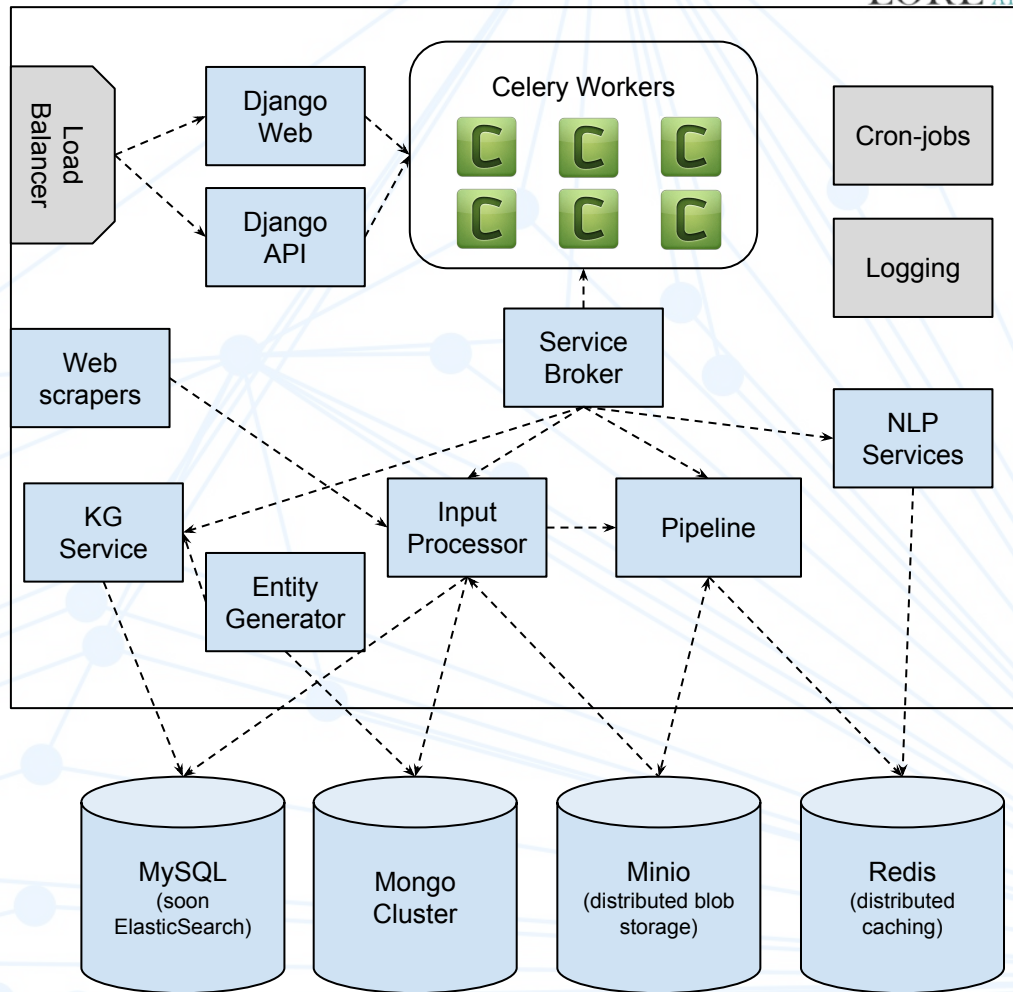 Load
Balancer
Django
Web
Django
API
Celery Workers
C
C
C
C
C
C
Cron-jobs
Logging
Web
scrapers
Service
Broker
NLP
Services
KG
Service
Input
Processor
Pipeline
Entity
Generator
MySQL
(soon
ElasticSearch)
Mongo
Cluster
Minio
(distributed blob
storage)
Redis
(distributed
caching)